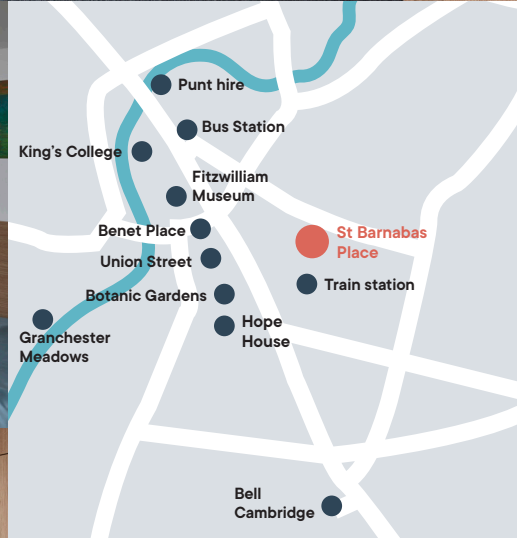 Punt hire
Bus Station
King's College
Fitzwilliam
Museum
Benet Place
St Barnabas
Place
Union Street
Train station
Botanic Gardens
Hope
House
Granchester
Meadows
Bell
Cambridge